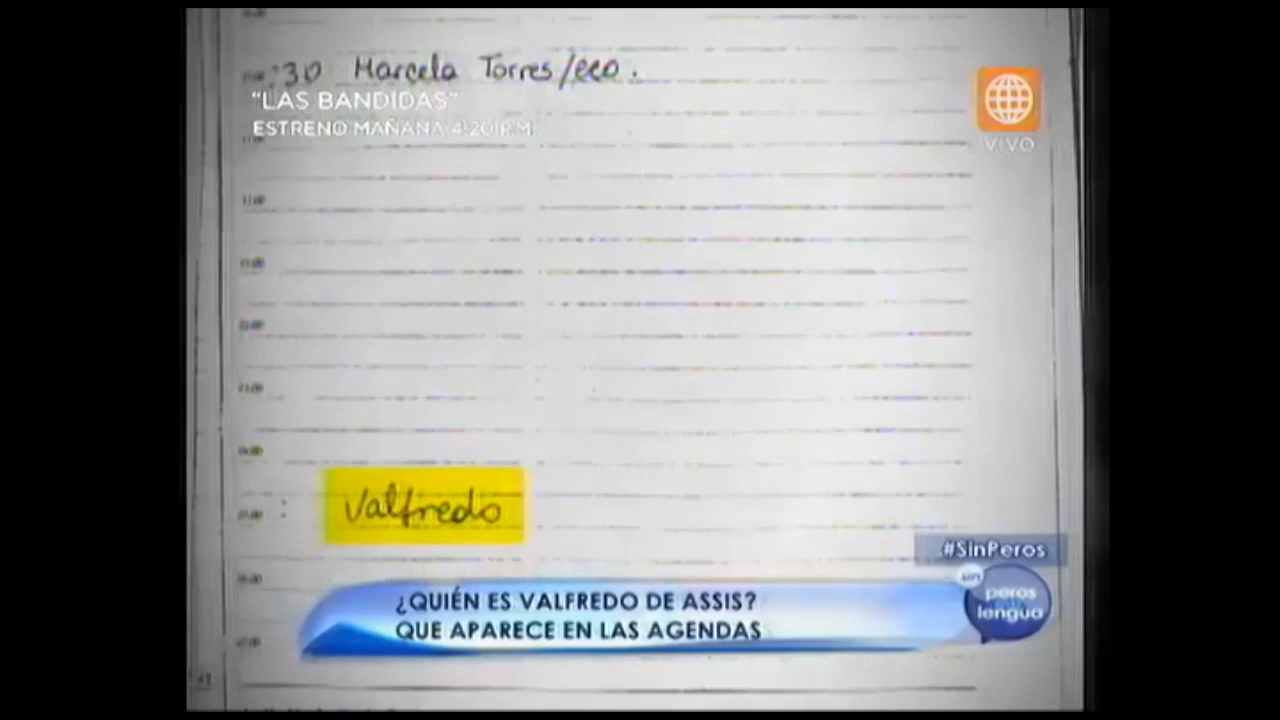 :30 Marcela Torres/eco.
"LAS BANDIDAS"
ESTRENO MAÑANA 4:20 P.M.
VIVO
Valfredo
#SinPeros
sin
peros
lengua
¿QUIÉN ES VALFREDO DE ASSIS?
QUE APARECE EN LAS AGENDAS